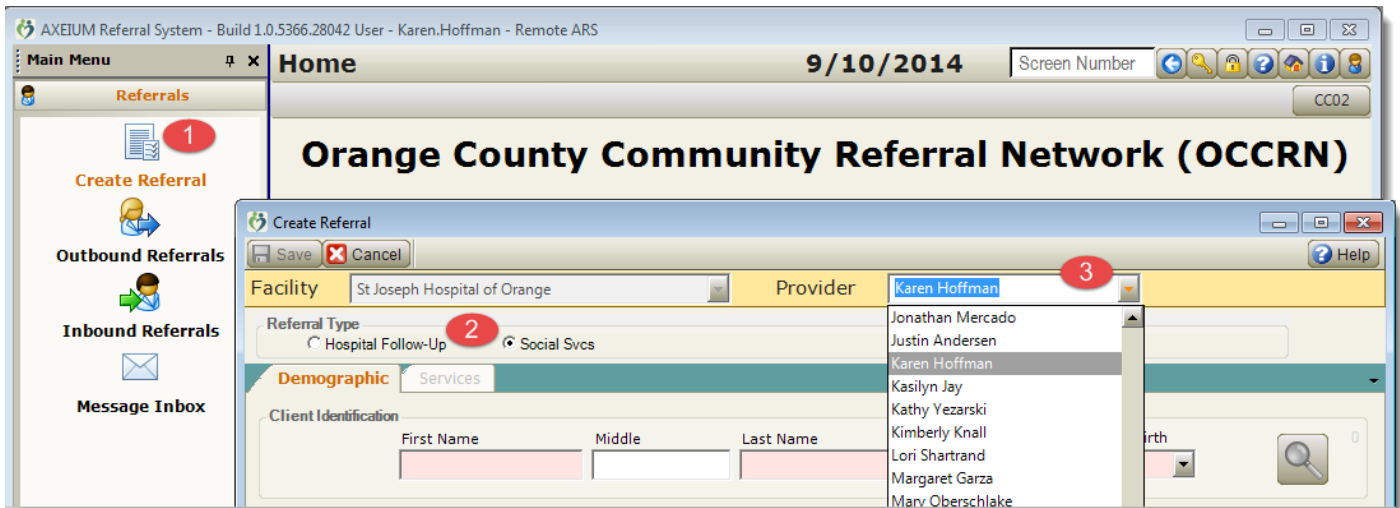 AXEIUM Referral System - Build 1.0.5366.28042 User - Karen.Hoffman - Remote ARS
Main Menu
Home
9/10/2014
Screen Number
Referrals
CC02
1
Create Referral
Orange County Community Referral Network (OCCRN)
Outbound Referrals
Inbound Referrals
Message Inbox
Create Referral
Save
Cancel
Help
Facility
St Joseph Hospital of Orange
Provider
Karen Hoffman
3
Referral Type
Hospital Follow-Up
2
Social Svcs
Jonathan Mercado
Justin Andersen
Karen Hoffman
Kasilyn Jay
Kathy Yezarski
Kimberly Knall
Lori Shartrand
Margaret Garza
Mary Oberschlake
Demographic
Services
Client Identification
First Name
Middle
Last Name
irth
0